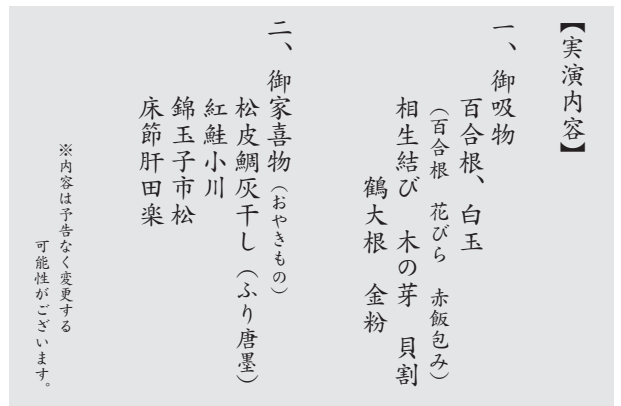 【実演内容】
一、御吸物
百合根、白玉
（百合根　花びら　赤飯包み）
相生結び　木の芽　貝割
鶴大根　金粉
二、御家喜物（おやきもの）
松皮鯛灰干し（ふり唐墨）
紅鮭小川
錦玉子市松
床節肝田楽
※内容は予告なく変更する
可能性がございます。